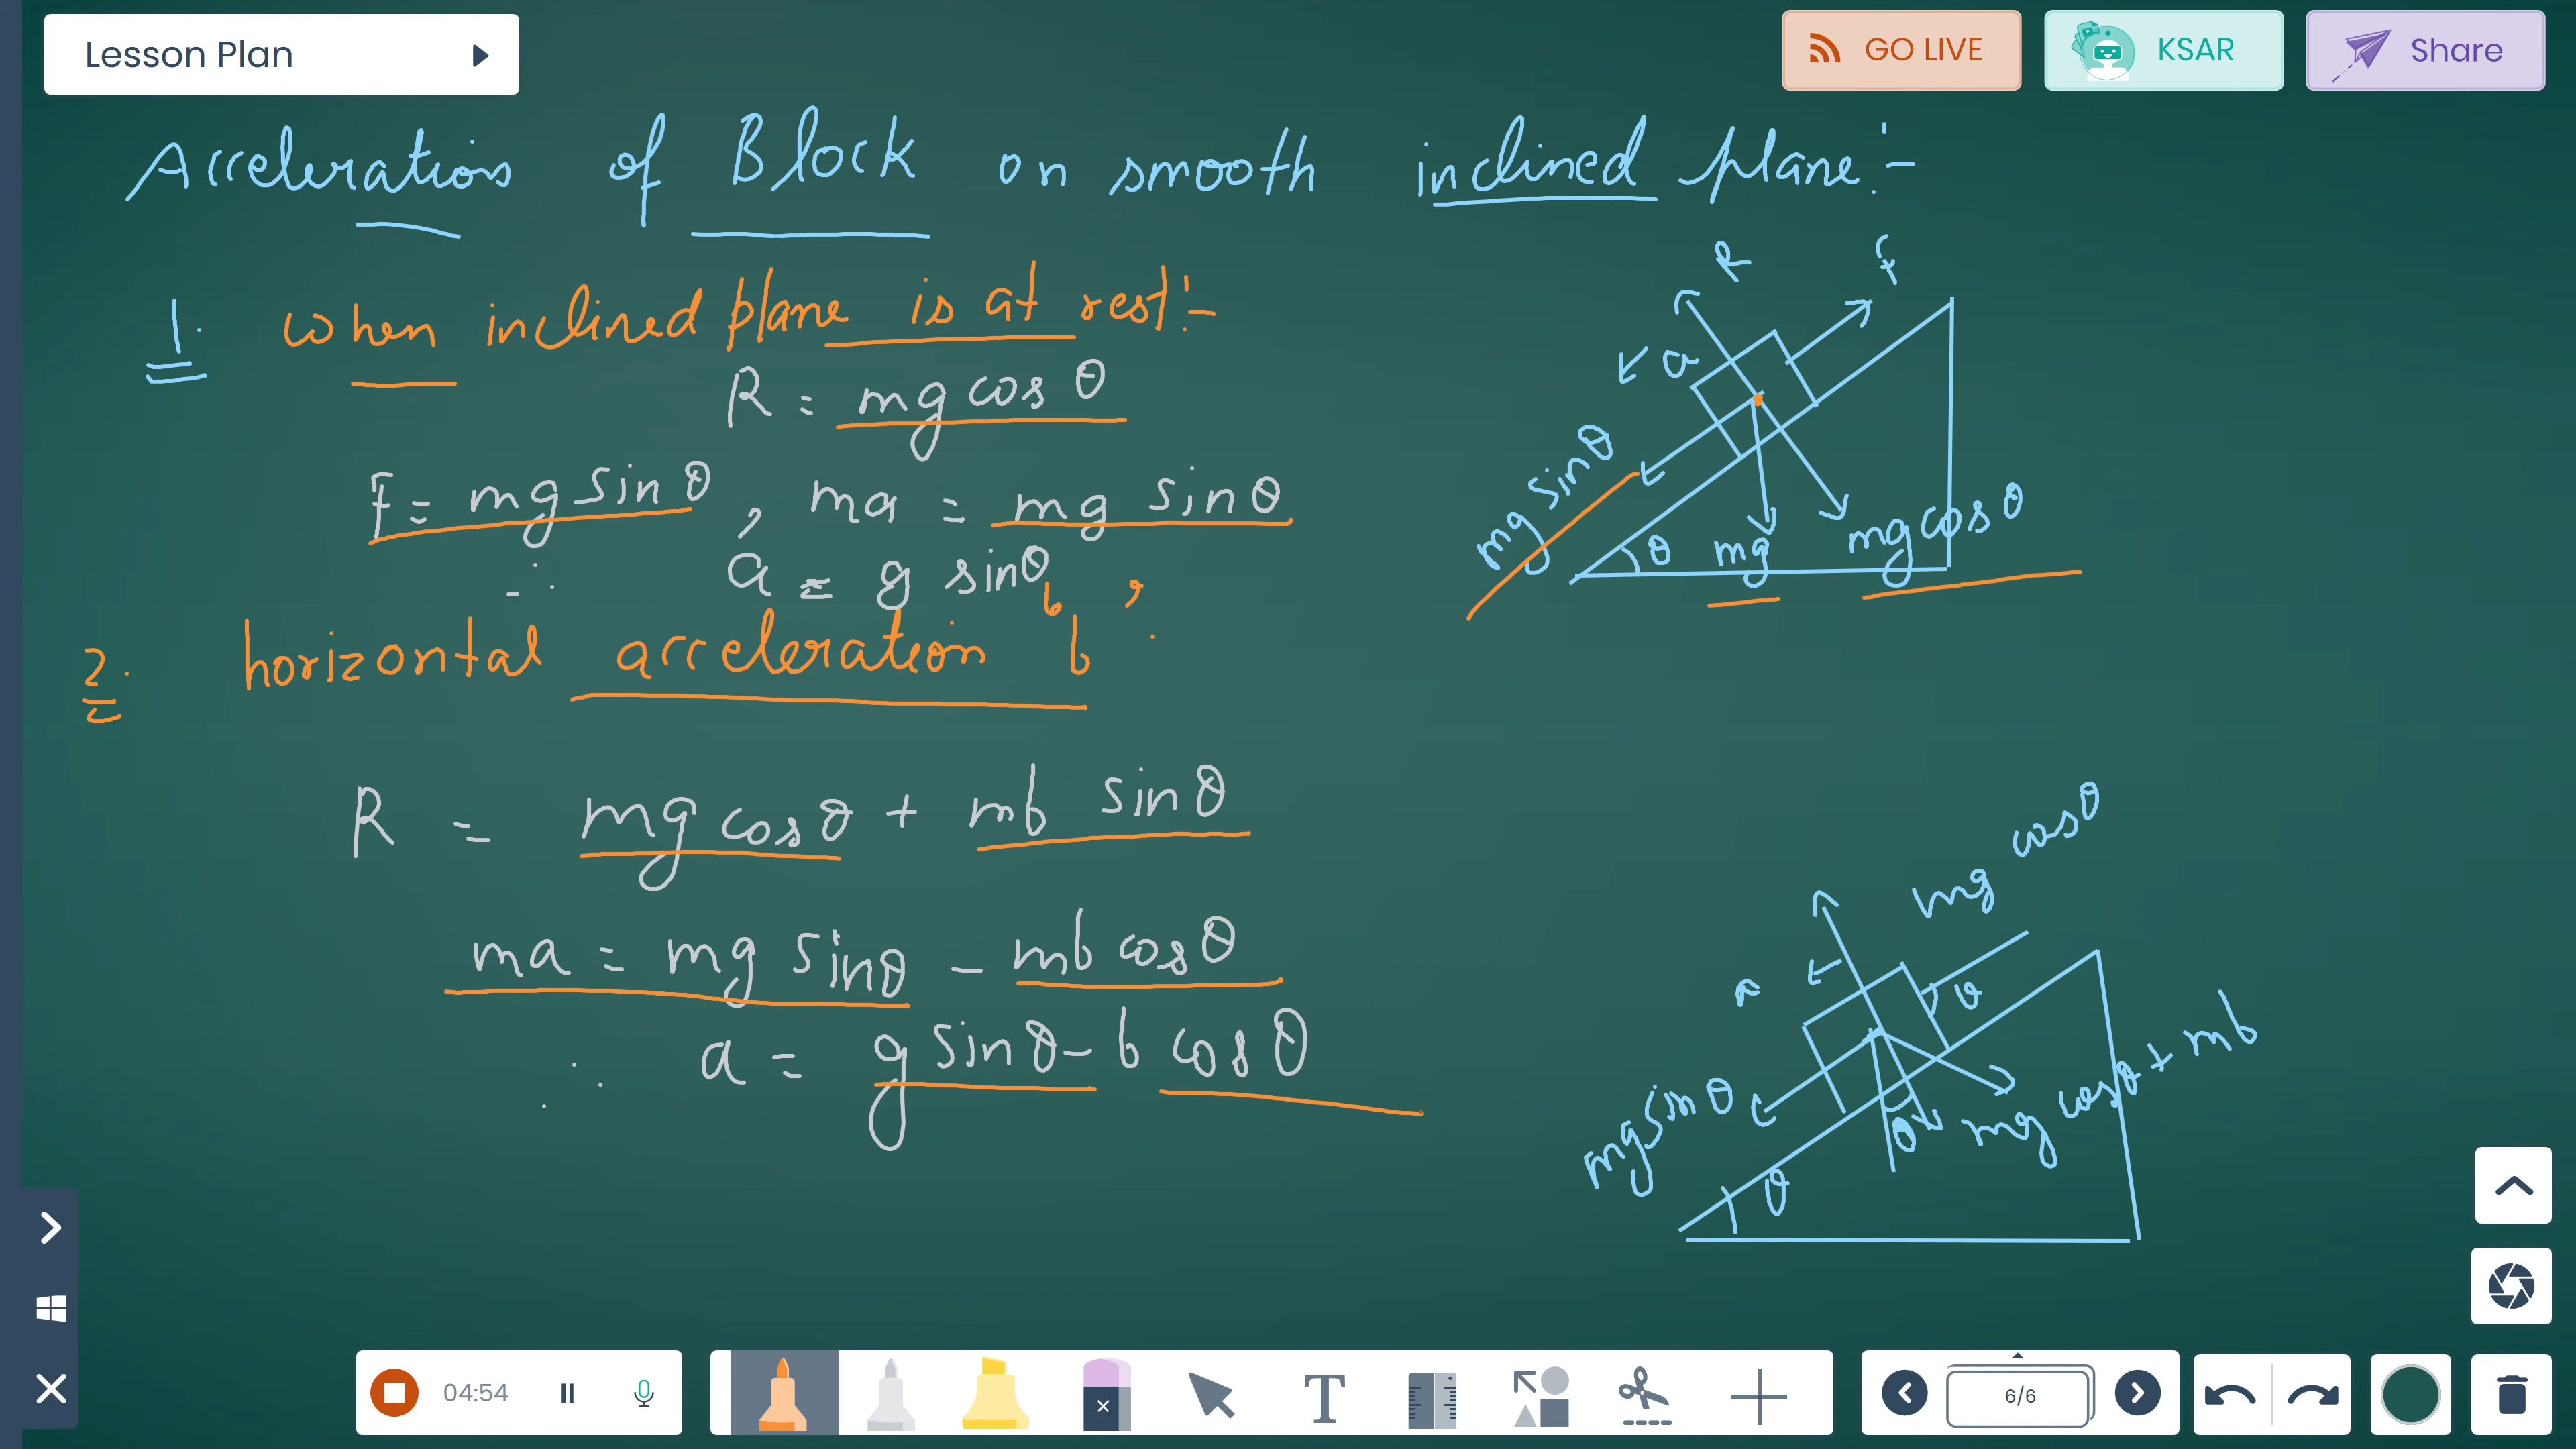 Lesson Plan
GO LIVE
KSAR
Share
Acceleration of Block on smooth inclined plane:-
1. When inclined plane is at rest:-
R = mg cos θ
F = mg sin θ, ma = mg sin θ
∴ a = g sin θ
2. horizontal acceleration 'b'
R = mg cos θ + mb sin θ
ma = mg sin θ - mb cos θ
∴ a = g sin θ - b cos θ
R
f
a
mg sin θ
θ
mg
mg cos θ
mg cos θ
a
θ
mg sin θ
θ
mg cos θ + mb
θ
04:54
T
6/6